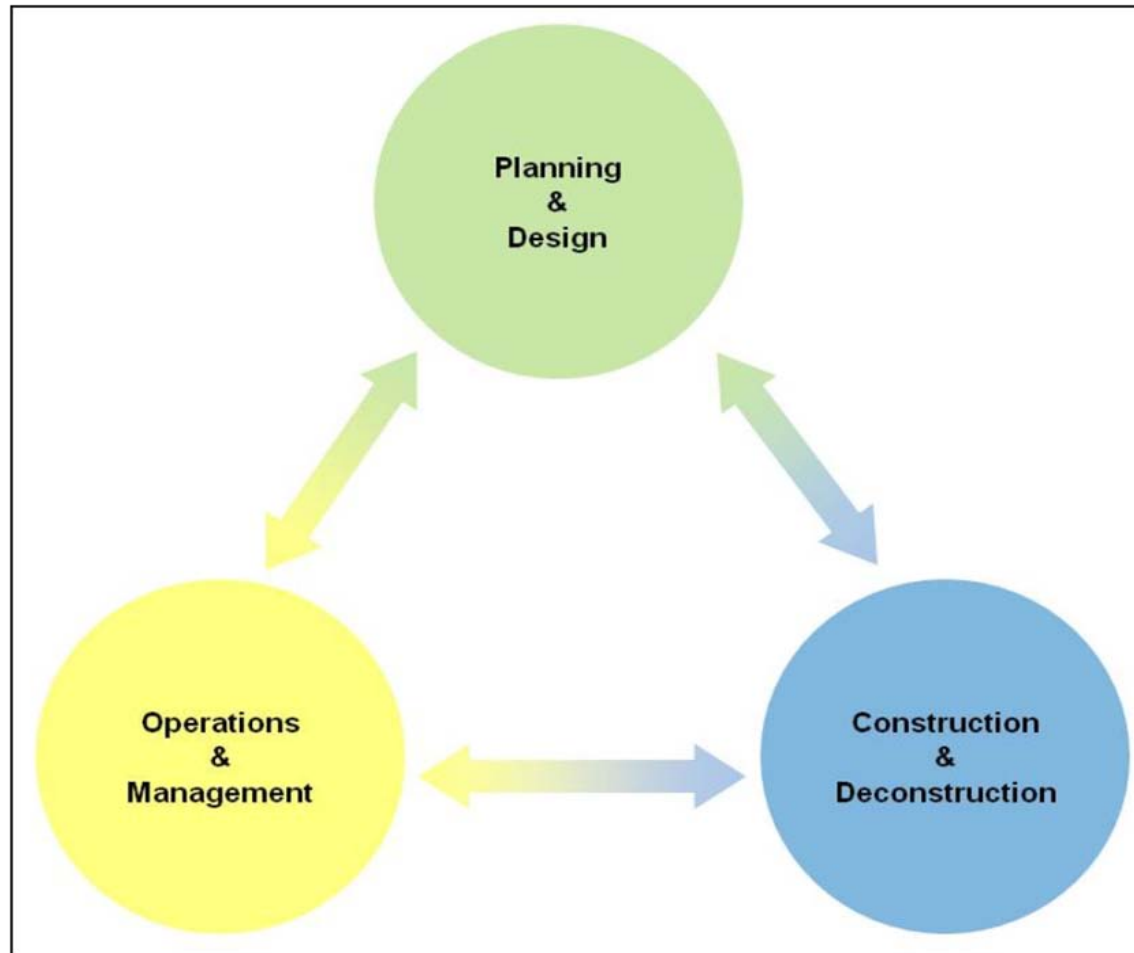 Planning
&
Design
Operations
&
Management
Construction
&
Deconstruction